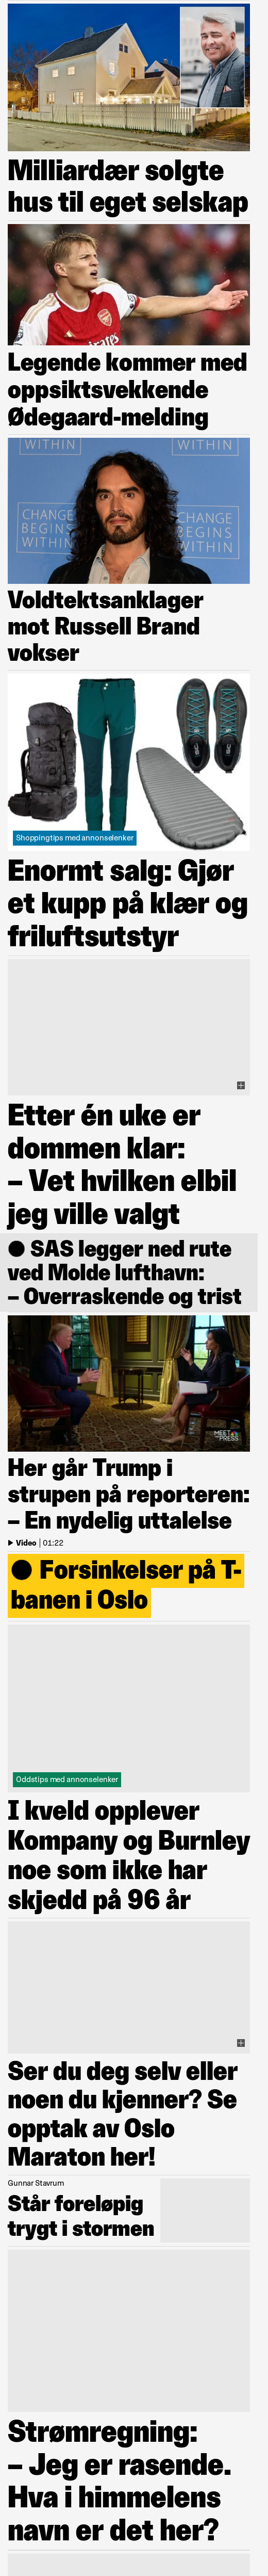 Milliardær solgte
hus til eget selskap
Legende kommer med
oppsiktsvekkende
Ødegaard-melding
WITHIN
WITHIN
CHANGE
BEGINS
WITHIN
CHANGE
BEGINS
WITHIN
Voldtektsanklager
mot Russell Brand
vokser
Shoppingtips med annonselenker
Enormt salg: Gjør
et kupp på klær og
friluftsutstyr
Etter én uke er
dommen klar:
– Vet hvilken elbil
jeg ville valgt
SAS legger ned rute
ved Molde lufthavn:
– Overraskende og trist
MEET
PRESS
Her går Trump i
strupen på reporteren:
– En nydelig uttalelse
Video | 01:22
Forsinkelser på T-
banen i Oslo
Oddstips med annonselenker
I kveld opplever
Kompany og Burnley
noe som ikke har
skjedd på 96 år
Ser du deg selv eller
noen du kjenner? Se
opptak av Oslo
Maraton her!
Gunnar Stavrum
Står foreløpig
trygt i stormen
Strømregning:
– Jeg er rasende.
Hva i himmelens
navn er det her?